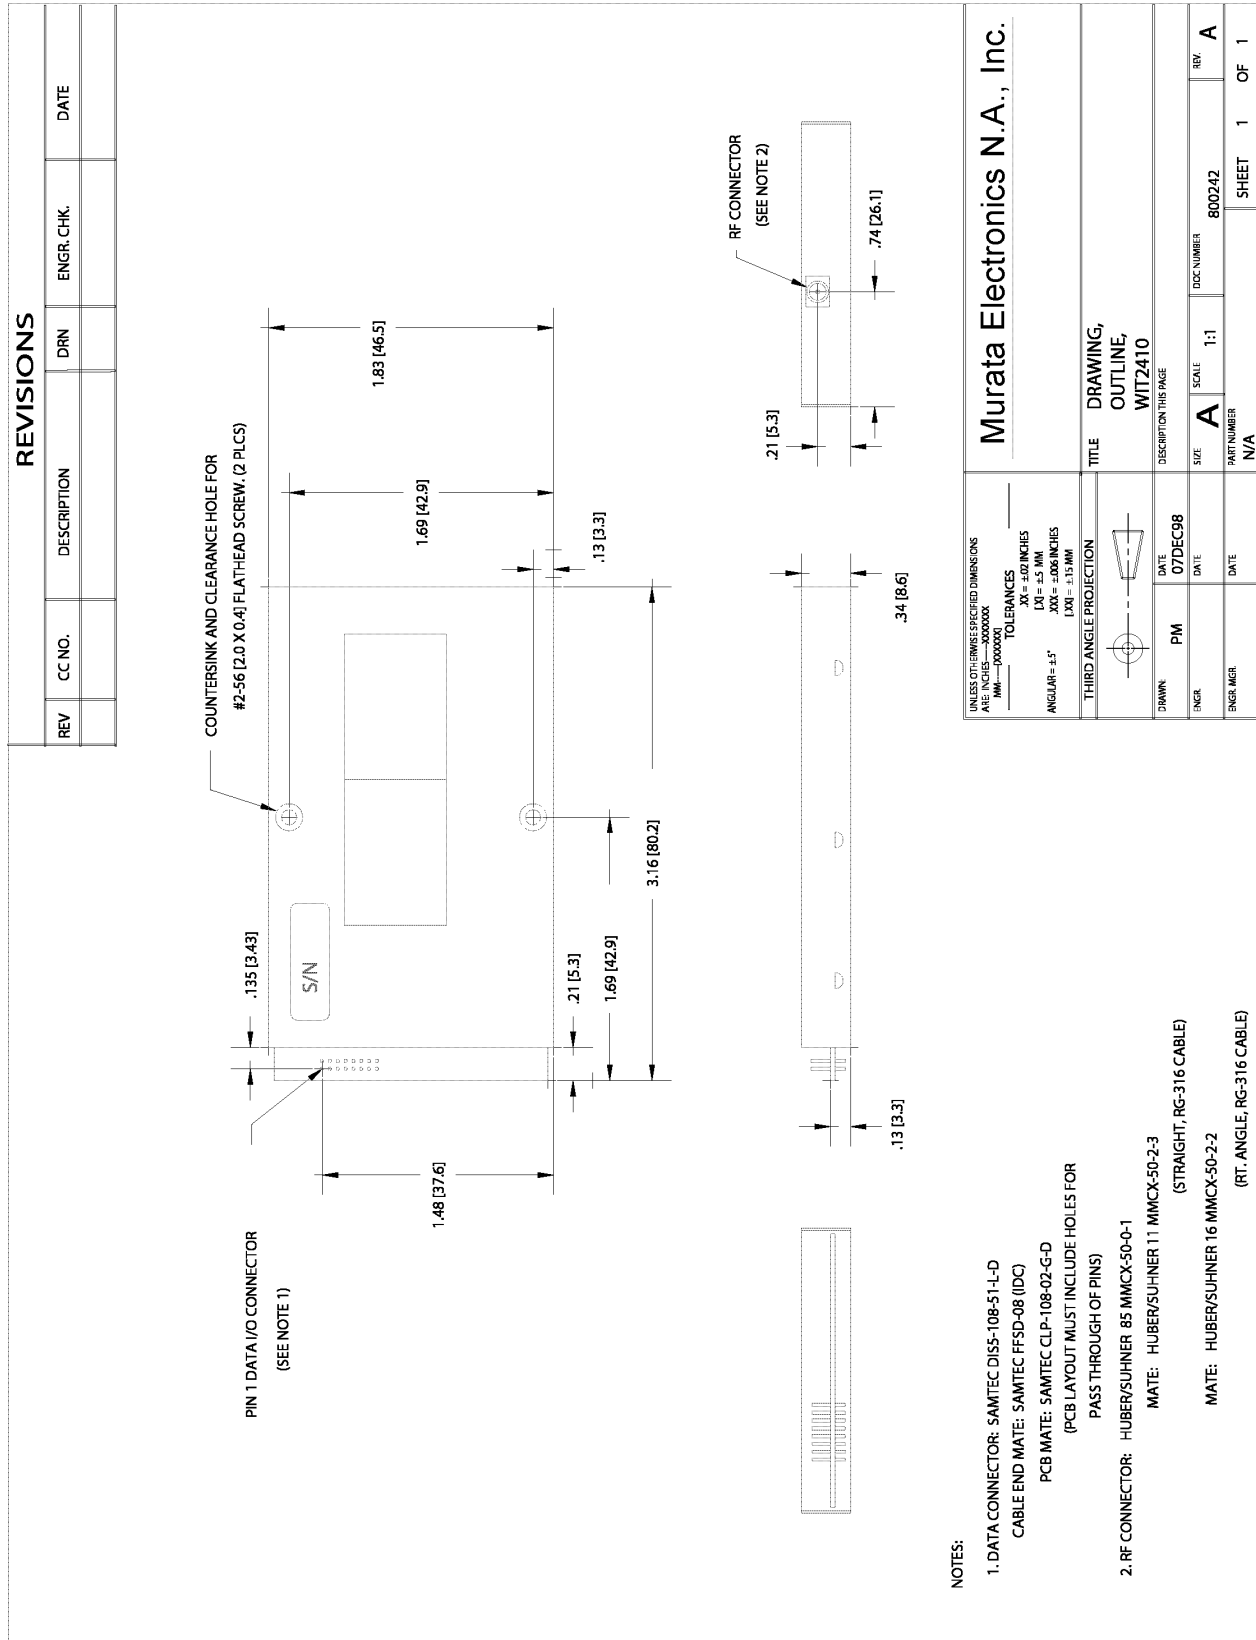 REVISIONS
REV CC NO. DESCRIPTION DRN ENGR. CHK. DATE
COUNTERSINK AND CLEARANCE HOLE FOR
#2-56 [2.0 X 0.4] FLATHEAD SCREW. (2 PLCS)
PIN 1 DATA I/O CONNECTOR
(SEE NOTE 1)
.135 [3.43]
S/N
1.83 [46.5]
1.69 [42.9]
.13 [3.3]
1.48 [37.6]
.21 [5.3]
1.69 [42.9]
3.16 [80.2]
RF CONNECTOR
(SEE NOTE 2)
.21 [5.3]
.74 [26.1]
.34 [8.6]
.13 [3.3]
NOTES:
1. DATA CONNECTOR: SAMTEC DIS5-108-51-L-D
CABLE END MATE: SAMTEC FFSD-08 (IDC)
PCB MATE: SAMTEC CLP-108-02-G-D
(PCB LAYOUT MUST INCLUDE HOLES FOR
PASS THROUGH OF PINS)
2. RF CONNECTOR: HUBER/SUHNER 85 MMCX-50-0-1
MATE: HUBER/SUHNER 11 MMCX-50-2-3
(STRAIGHT, RG-316 CABLE)
MATE: HUBER/SUHNER 16 MMCX-50-2-2
(RT. ANGLE, RG-316 CABLE)
UNLESS OTHERWISE SPECIFIED DIMENSIONS
ARE: INCHES
MM
TOLERANCES
.XX = ±.02 INCHES
[.X] = ±.5 MM
.XXX = ±.006 INCHES
[.XX] = ±.15 MM
ANGULAR = ±.5°
THIRD ANGLE PROJECTION
DRAWN: PM DATE 07DEC98
ENGR. DATE
ENGR. MGR. DATE
Murata Electronics N.A., Inc.
TITLE DRAWING,
OUTLINE,
WIT2410
DESCRIPTION THIS PAGE
SIZE A SCALE 1:1 DOC NUMBER 800242 REV. A
PART NUMBER N/A SHEET 1 OF 1